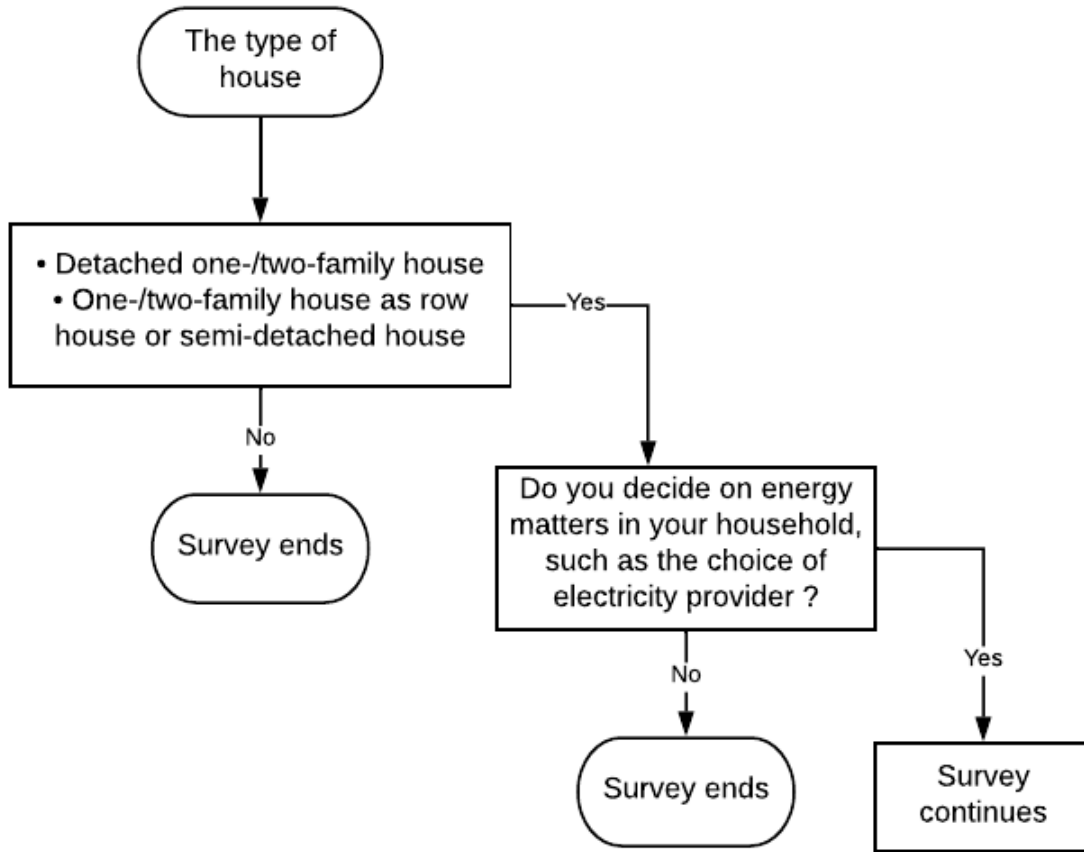 The type of
house
• Detached one-/two-family house
• One-/two-family house as row
house or semi-detached house
Yes
No
Survey ends
Do you decide on energy
matters in your household,
such as the choice of
electricity provider ?
No
Yes
Survey ends
Survey
continues